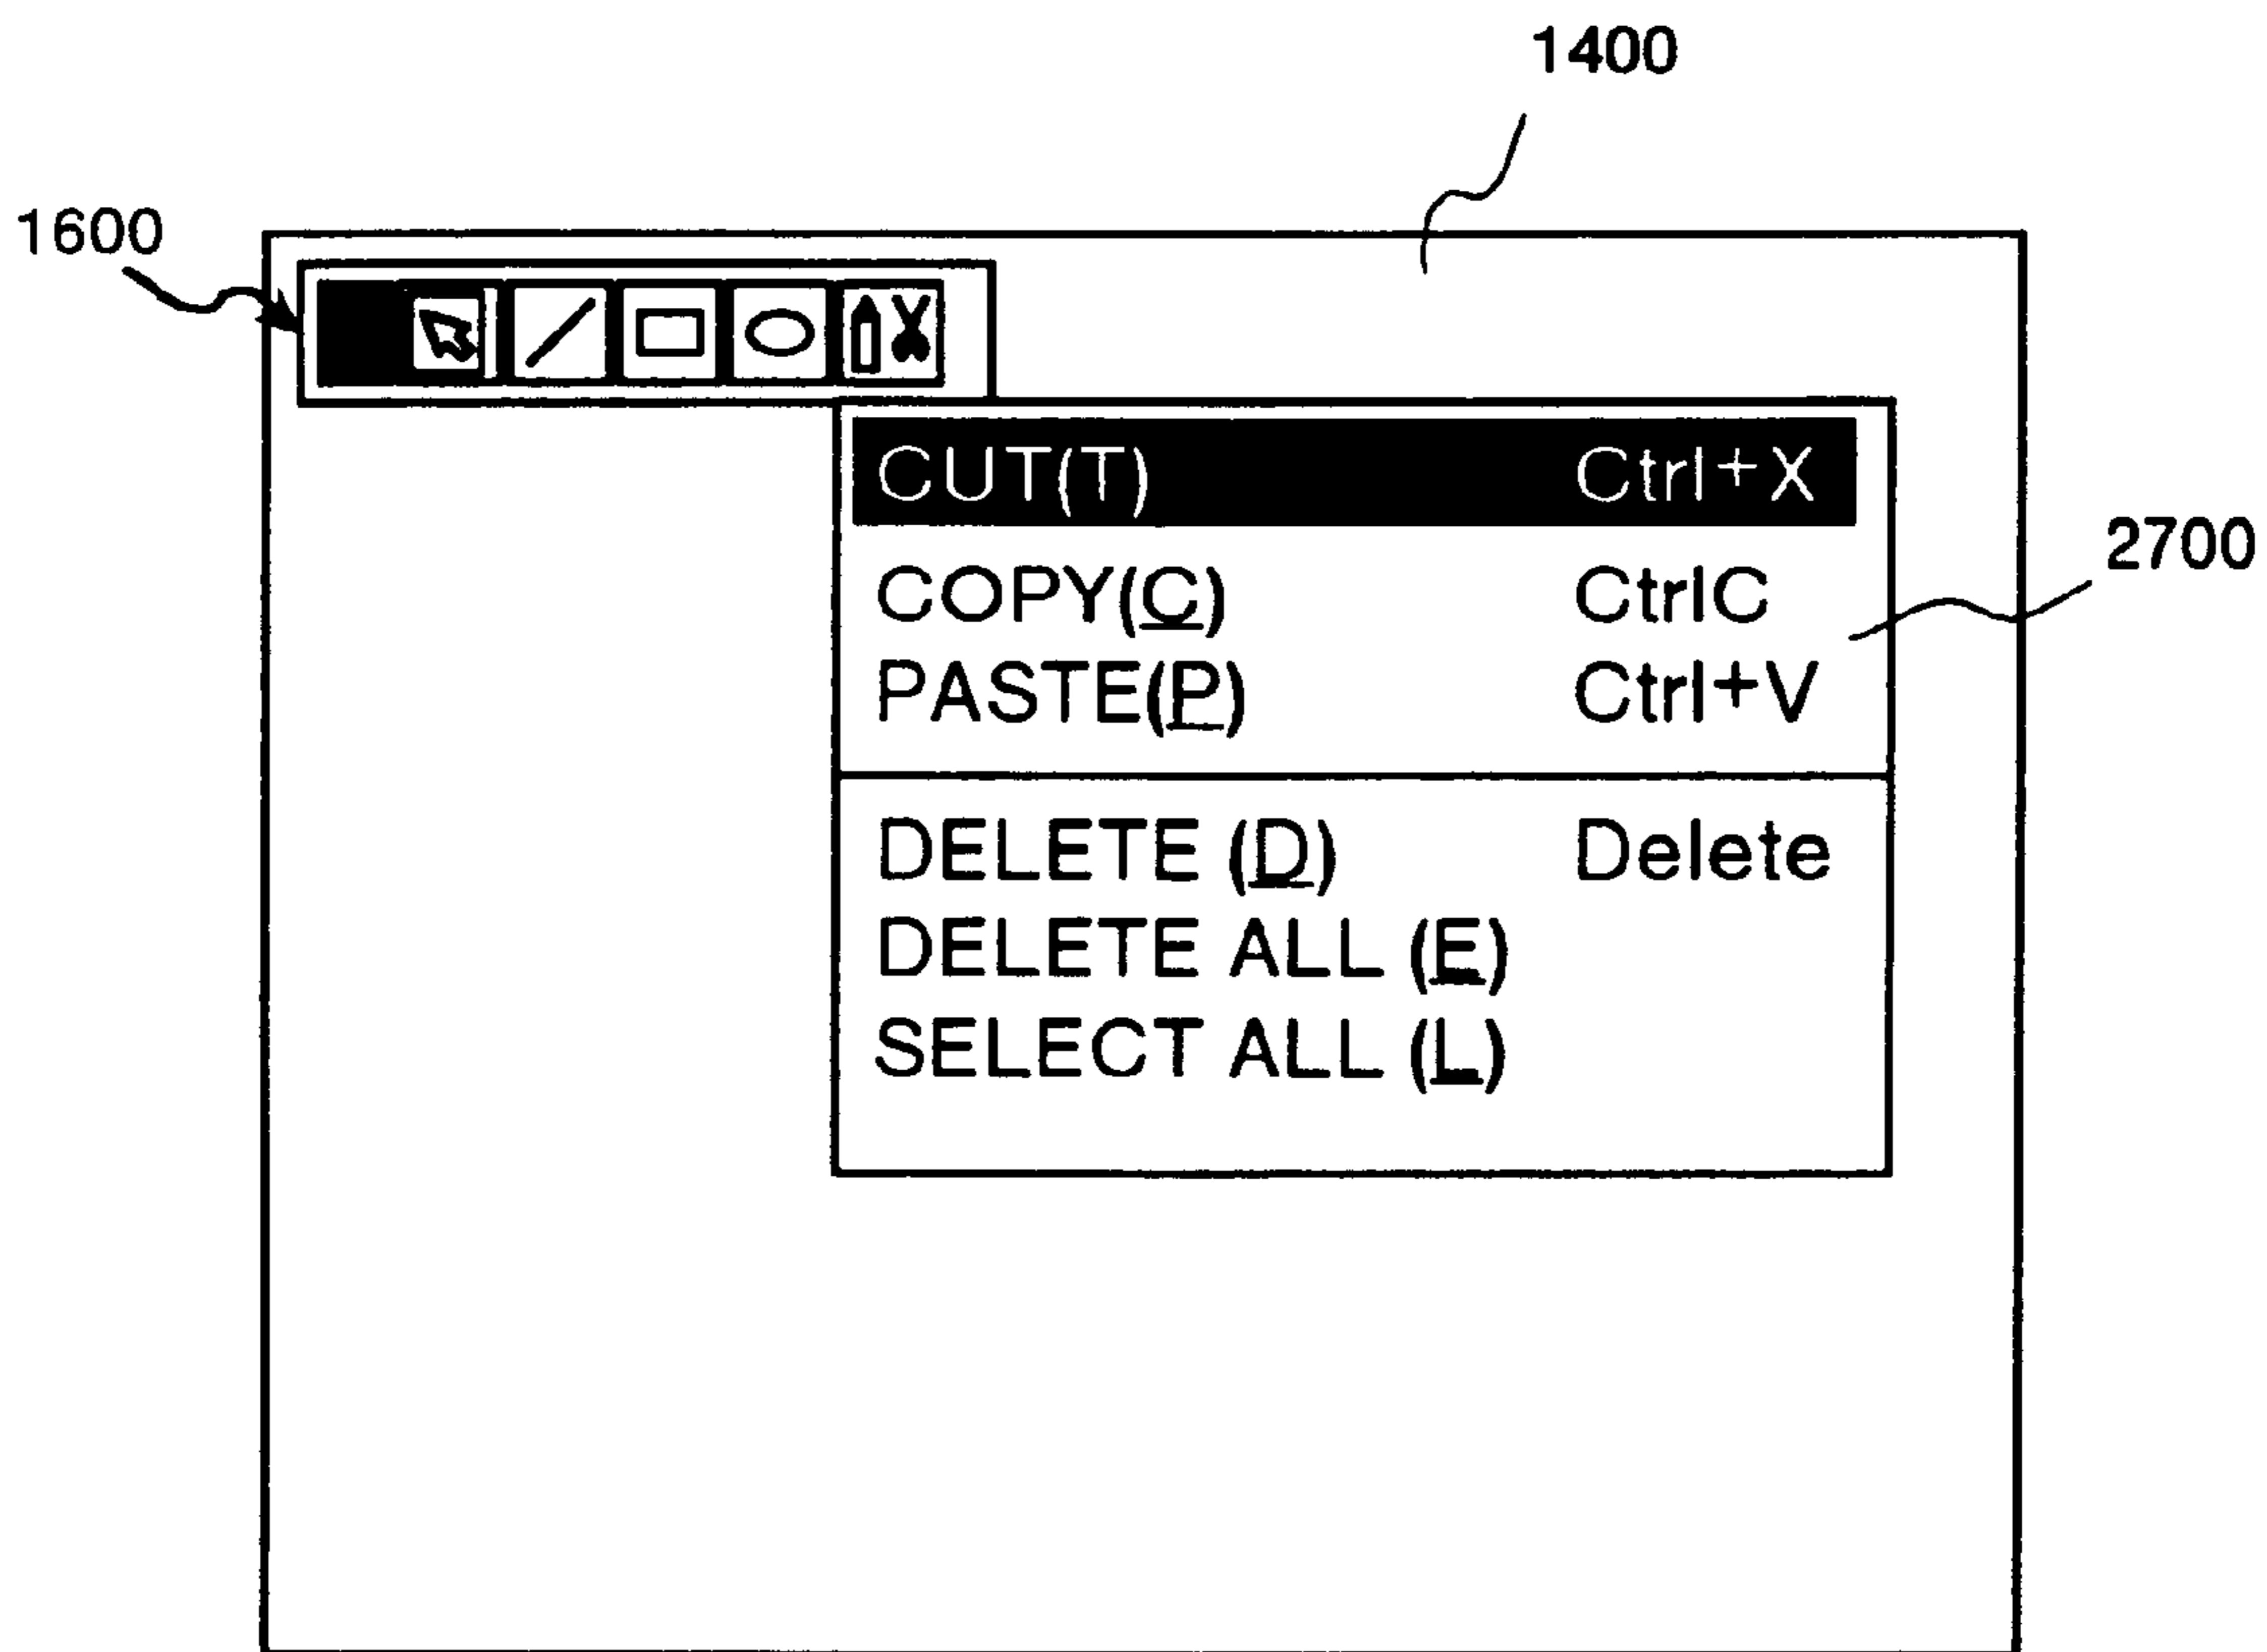 1400
1600
CUT(T) Ctrl+X
COPY(C) CtrlC
2700
PASTE(P) Ctrl+V
DELETE (D) Delete
DELETE ALL (E)
SELECT ALL (L)